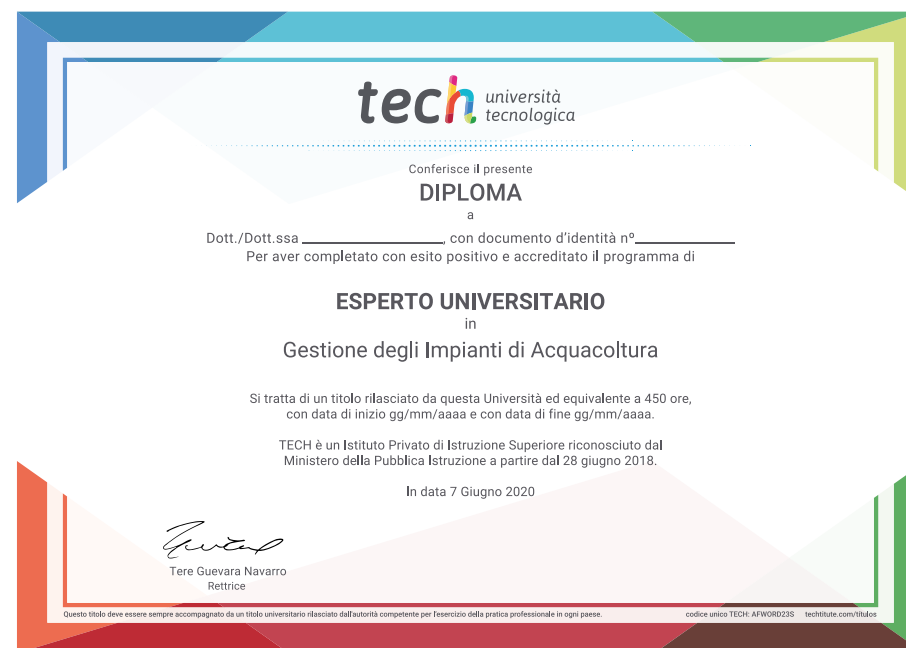 tech università
tecnologica
Conferisce il presente
DIPLOMA
a
Dott./Dott.ssa ____________________, con documento d'identità nº______________
Per aver completato con esito positivo e accreditato il programma di
ESPERTO UNIVERSITARIO
in
Gestione degli Impianti di Acquacoltura
Si tratta di un titolo rilasciato da questa Università ed equivalente a 450 ore,
con data di inizio gg/mm/aaaa e con data di fine gg/mm/aaaa.
TECH è un Istituto Privato di Istruzione Superiore riconosciuto dal
Ministero della Pubblica Istruzione a partire dal 28 giugno 2018.
In data 7 Giugno 2020
Tere Guevara Navarro
Rettrice
Questo titolo deve essere sempre accompagnato da un titolo universitario rilasciato dall'autorità competente per l'esercizio della pratica professionale in ogni paese. codice unico TECH: AFWORD23S techtitute.com/titulos